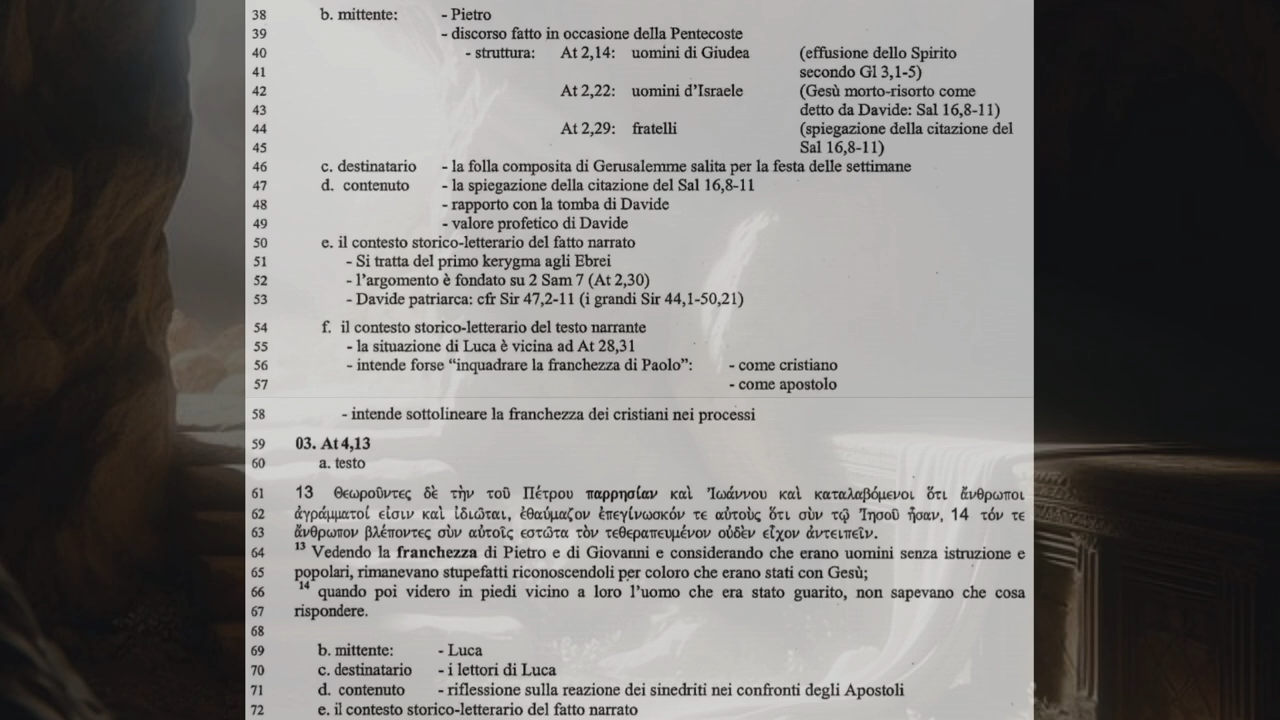 38 b. mittente: - Pietro
39 - discorso fatto in occasione della Pentecoste
40 - struttura: At 2,14: uomini di Giudea (effusione dello Spirito
41 secondo Gl 3,1-5)
42 At 2,22: uomini d’Israele (Gesù morto-risorto come
43 detto da Davide: Sal 16,8-11)
44 At 2,29: fratelli (spiegazione della citazione del
45 Sal 16,8-11)
46 c. destinatario - la folla composita di Gerusalemme salita per la festa delle settimane
47 d. contenuto - la spiegazione della citazione del Sal 16,8-11
48 - rapporto con la tomba di Davide
49 - valore profetico di Davide
50 e. il contesto storico-letterario del fatto narrato
51 - Si tratta del primo kerygma agli Ebrei
52 - l’argomento è fondato su 2 Sam 7 (At 2,30)
53 - Davide patriarca: cfr Sir 47,2-11 (i grandi Sir 44,1-50,21)
54 f. il contesto storico-letterario del testo narrante
55 - la situazione di Luca è vicina ad At 28,31
56 - intende forse “inquadrare la franchezza di Paolo”: - come cristiano
57 - come apostolo
58 - intende sottolineare la franchezza dei cristiani nei processi
59 03. At 4,13
60 a. testo
61 13 Θεωροῦντες δὲ τὴν τοῦ Πέτρου παρρησίαν καὶ Ἰωάννου καὶ καταλαβόμενοι ὅτι ἄνθρωποι
62 ἀγράμματοί εἰσιν καὶ ἰδιῶται, ἐθαύμαζον ἐπεγίνωσκόν τε αὐτοὺς ὅτι σὺν τῷ Ἰησοῦ ἦσαν, 14 τόν τε
63 ἄνθρωπον βλέποντες σὺν αὐτοῖς ἑστῶτα τὸν τεθεραπευμένον οὐδὲν εἶχον ἀντειπεῖν.
64 13 Vedendo la franchezza di Pietro e di Giovanni e considerando che erano uomini senza istruzione e
65 popolari, rimanevano stupefatti riconoscendoli per coloro che erano stati con Gesù;
66 14 quando poi videro in piedi vicino a loro l’uomo che era stato guarito, non sapevano che cosa
67 rispondere.
68
69 b. mittente: - Luca
70 c. destinatario - i lettori di Luca
71 d. contenuto - riflessione sulla reazione dei sinedriti nei confronti degli Apostoli
72 e. il contesto storico-letterario del fatto narrato